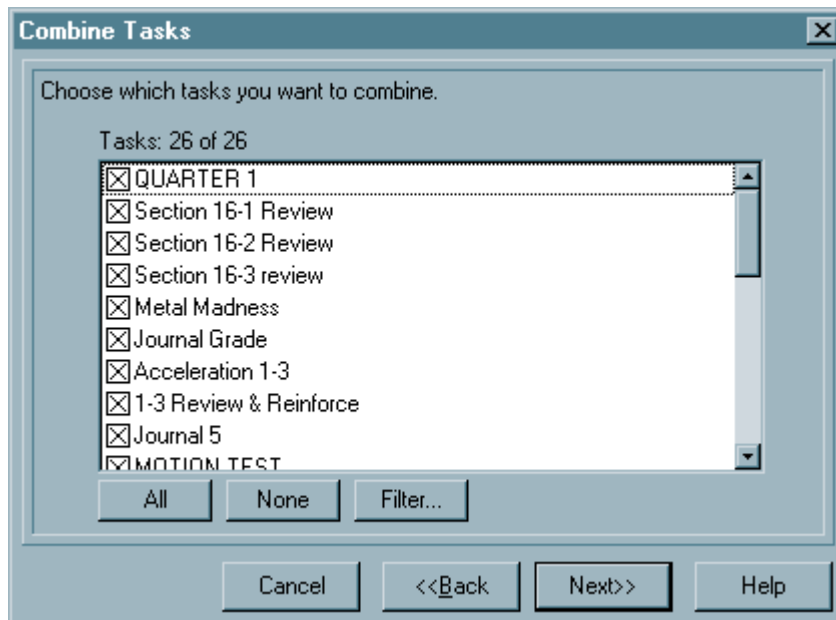 Combine Tasks
Choose which tasks you want to combine.
Tasks: 26 of 26
QUARTER 1
Section 16-1 Review
Section 16-2 Review
Section 16-3 review
Metal Madness
Journal Grade
Acceleration 1-3
1-3 Review & Reinforce
Journal 5
MOTION TEST
All None Filter...
Cancel <<Back Next>> Help